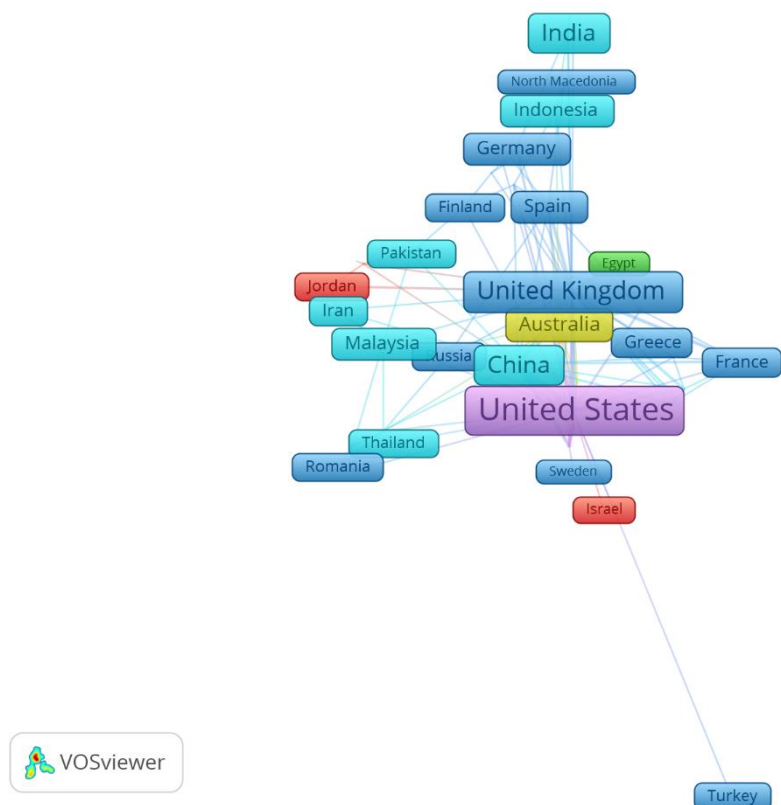 India
North Macedonia
Indonesia
Germany
Finland
Spain
Pakistan
Egypt
Jordan
United Kingdom
Iran
Australia
Malaysia
Russia
Greece
China
France
United States
Thailand
Romania
Sweden
Israel
VOSviewer
Turkey